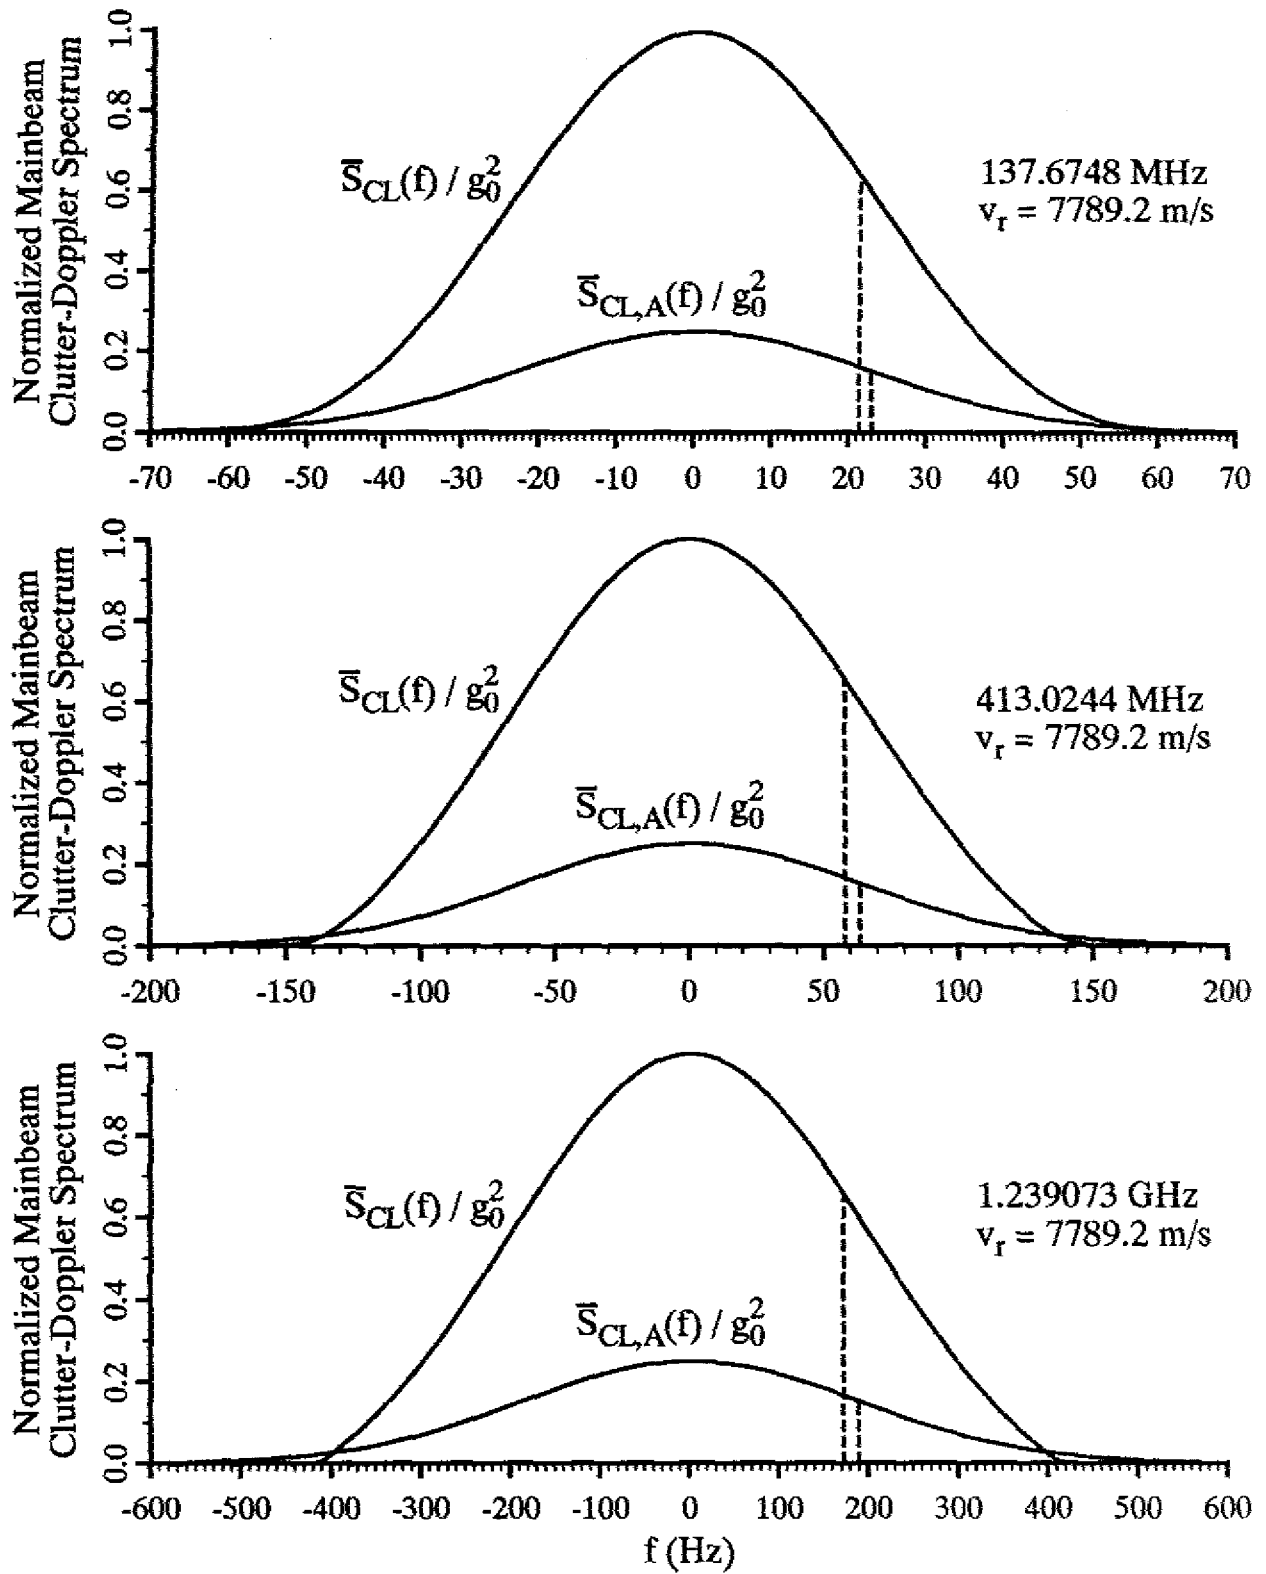 Normalized Mainbeam
Clutter-Doppler Spectrum
1.0
0.8
0.6
0.4
0.2
0.0
S̅CL(f) / g₀²
S̅CL,A(f) / g₀²
137.6748 MHz
vr = 7789.2 m/s
-70 -60 -50 -40 -30 -20 -10 0 10 20 30 40 50 60 70
Normalized Mainbeam
Clutter-Doppler Spectrum
1.0
0.8
0.6
0.4
0.2
0.0
S̅CL(f) / g₀²
S̅CL,A(f) / g₀²
413.0244 MHz
vr = 7789.2 m/s
-200 -150 -100 -50 0 50 100 150 200
Normalized Mainbeam
Clutter-Doppler Spectrum
1.0
0.8
0.6
0.4
0.2
0.0
S̅CL(f) / g₀²
S̅CL,A(f) / g₀²
1.239073 GHz
vr = 7789.2 m/s
-600 -500 -400 -300 -200 -100 0 100 200 300 400 500 600
f (Hz)